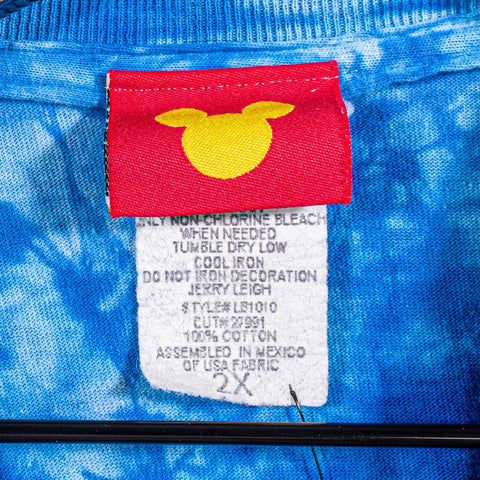 ONLY NON-CHLORINE BLEACH
WHEN NEEDED
TUMBLE DRY LOW
COOL IRON
DO NOT IRON DECORATION
JERRY LEIGH
STYLE# LB1010
CUT# 27991
100% COTTON
ASSEMBLED IN MEXICO
OF USA FABRIC
2X